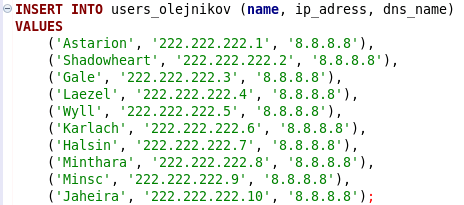 INSERT INTO users_olejnikov (name, ip_adress, dns_name)
VALUES
('Astarion', '222.222.222.1', '8.8.8.8'),
('Shadowheart', '222.222.222.2', '8.8.8.8'),
('Gale', '222.222.222.3', '8.8.8.8'),
('Laezel', '222.222.222.4', '8.8.8.8'),
('Wyll', '222.222.222.5', '8.8.8.8'),
('Karlach', '222.222.222.6', '8.8.8.8'),
('Halsin', '222.222.222.7', '8.8.8.8'),
('Minthara', '222.222.222.8', '8.8.8.8'),
('Minsc', '222.222.222.9', '8.8.8.8'),
('Jaheira', '222.222.222.10', '8.8.8.8');